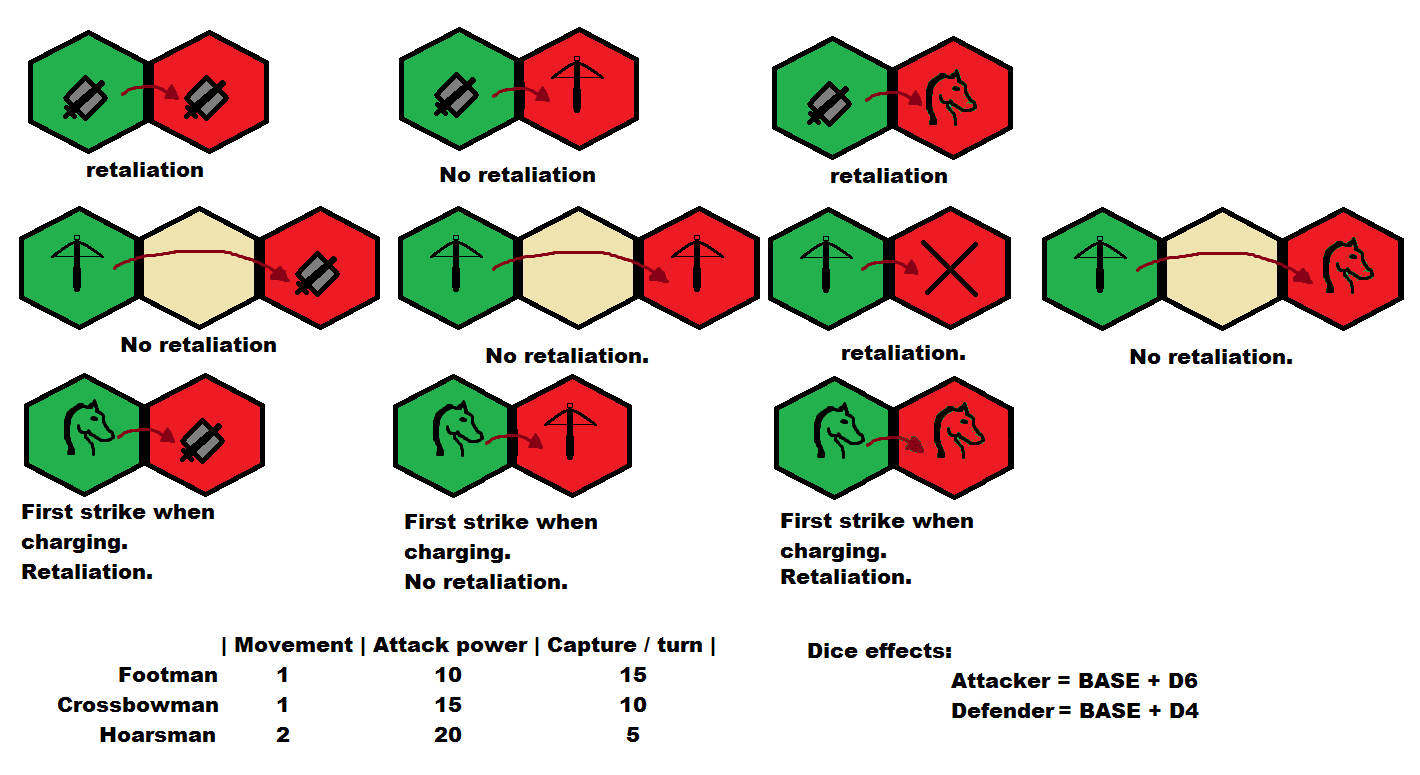 retaliation
No retaliation
retaliation
No retaliation
No retaliation.
retaliation.
No retaliation.
First strike when
charging.
Retaliation.
First strike when
charging.
No retaliation.
First strike when
charging.
Retaliation.
| Movement | Attack power | Capture / turn |
Footman 1 10 15
Crossbowman 1 15 10
Hoarsman 2 20 5
Dice effects:
Attacker = BASE + D6
Defender = BASE + D4